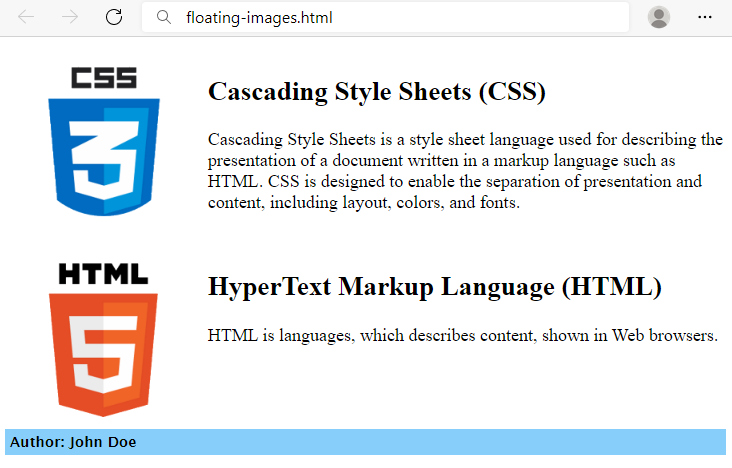 floating-images.html
CSS
3
Cascading Style Sheets (CSS)
Cascading Style Sheets is a style sheet language used for describing the
presentation of a document written in a markup language such as
HTML. CSS is designed to enable the separation of presentation and
content, including layout, colors, and fonts.
HTML
5
HyperText Markup Language (HTML)
HTML is languages, which describes content, shown in Web browsers.
Author: John Doe